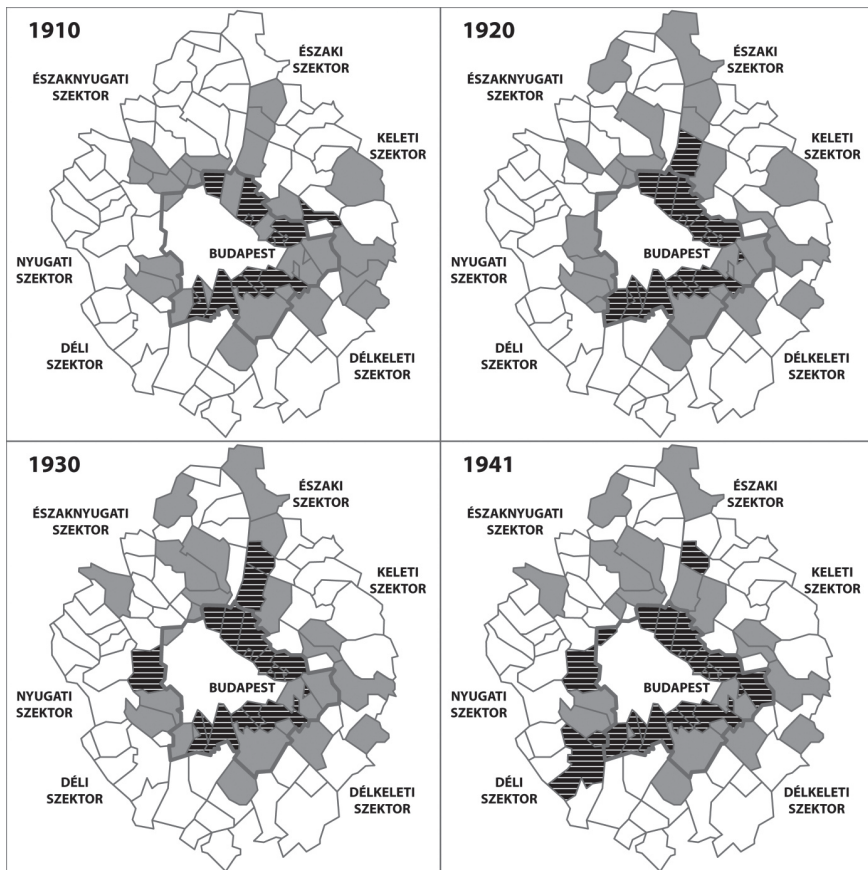 1910
ÉSZAKI
SZEKTOR
ÉSZAKNYUGATI
SZEKTOR
KELETI
SZEKTOR
NYUGATI
SZEKTOR
BUDAPEST
DÉLI
SZEKTOR
DÉLKELETI
SZEKTOR
1920
ÉSZAKI
SZEKTOR
ÉSZAKNYUGATI
SZEKTOR
KELETI
SZEKTOR
NYUGATI
SZEKTOR
BUDAPEST
DÉLI
SZEKTOR
DÉLKELETI
SZEKTOR
1930
ÉSZAKI
SZEKTOR
ÉSZAKNYUGATI
SZEKTOR
KELETI
SZEKTOR
NYUGATI
SZEKTOR
BUDAPEST
DÉLI
SZEKTOR
DÉLKELETI
SZEKTOR
1941
ÉSZAKI
SZEKTOR
ÉSZAKNYUGATI
SZEKTOR
KELETI
SZEKTOR
NYUGATI
SZEKTOR
BUDAPEST
DÉLI
SZEKTOR
DÉLKELETI
SZEKTOR